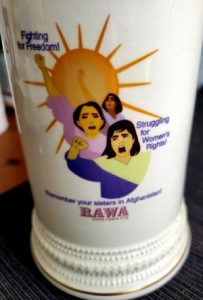 Fighting
for Freedom!
Struggling
for
Women's
Rights!
Remember your sisters in Afghanistan!
RAWA